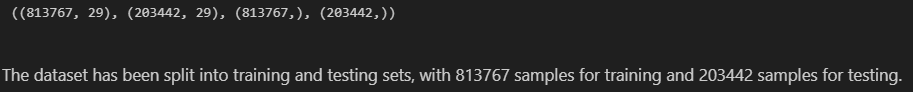 ((813767, 29), (203442, 29), (813767,), (203442,))
The dataset has been split into training and testing sets, with 813767 samples for training and 203442 samples for testing.